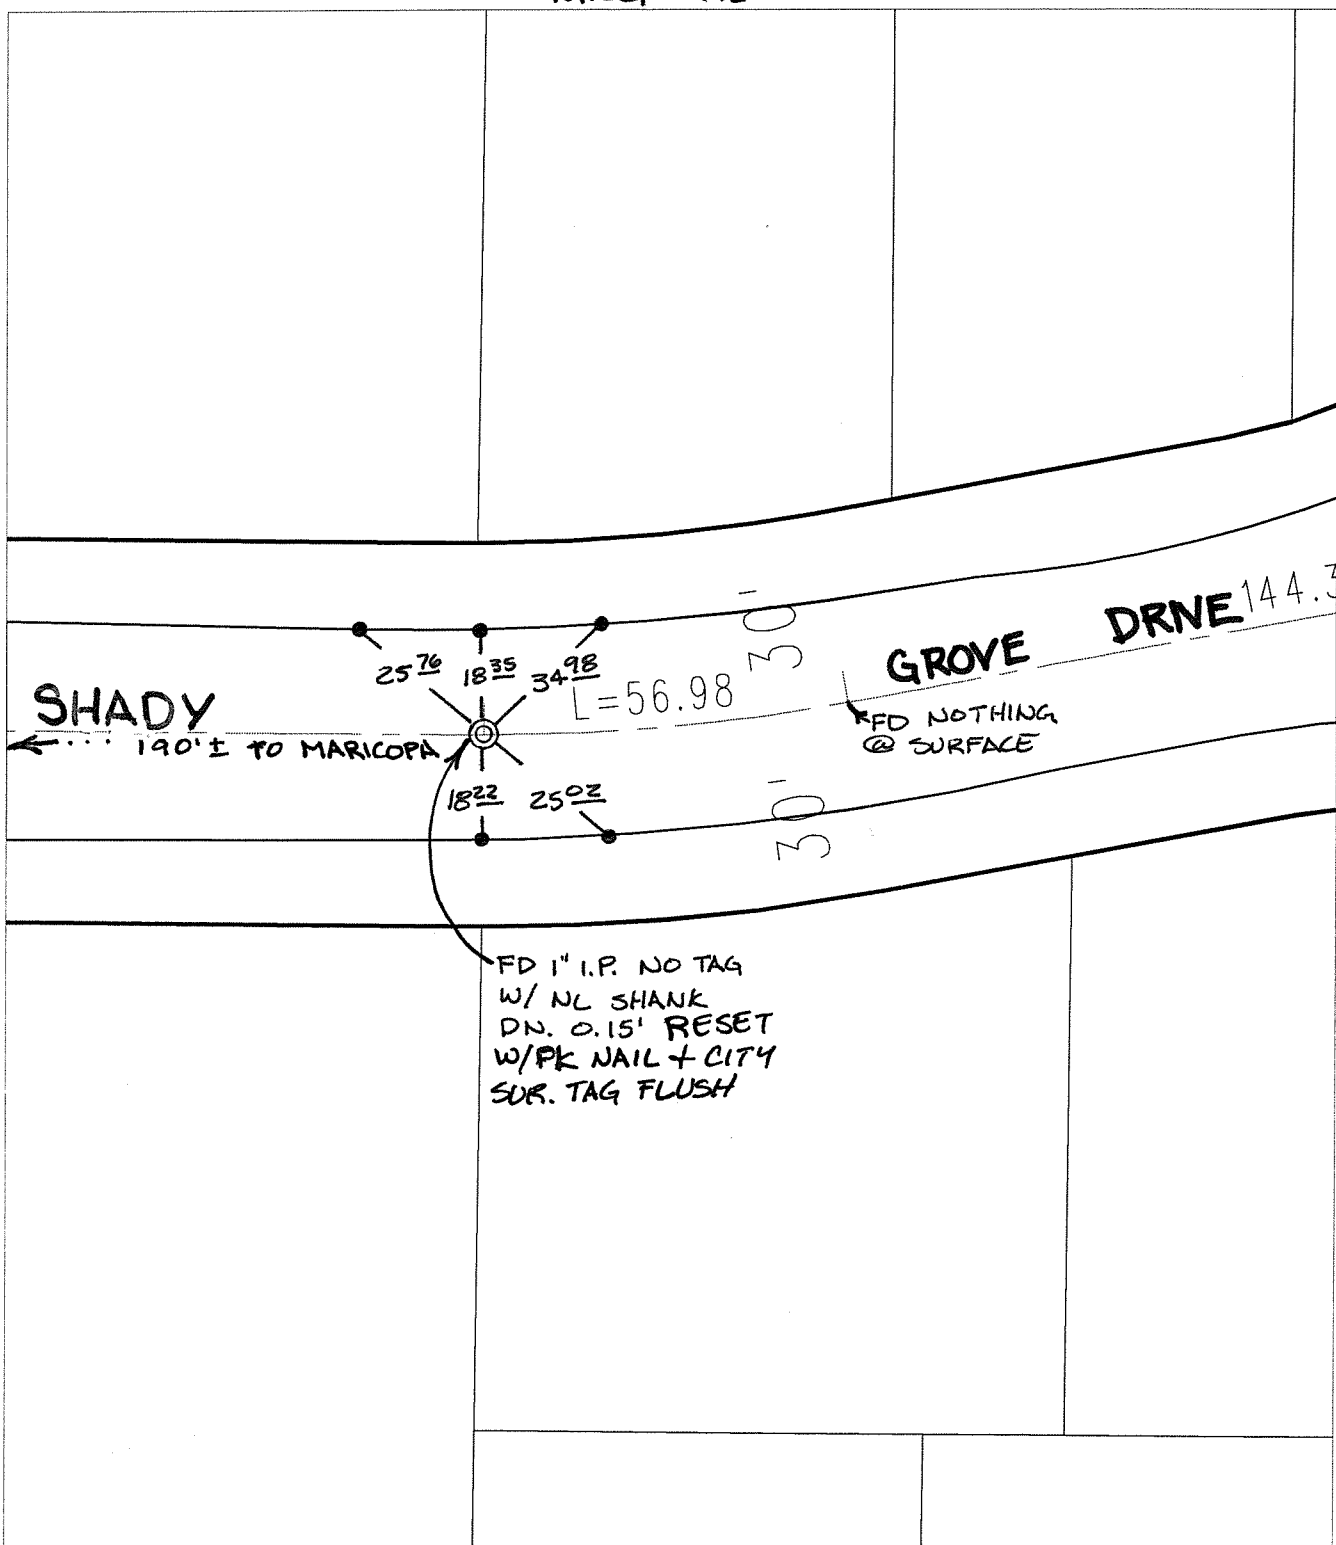 30'
144.3
GROVE DRIVE
25 76 18 35 34 98
L=56.98
SHADY
FD NOTHING
@ SURFACE
190'± TO MARICOPA
18 22 25 02
30'
FD 1" I.P. NO TAG
W/ NL SHANK
DN. 0.15' RESET
W/PK NAIL + CITY
SUR. TAG FLUSH